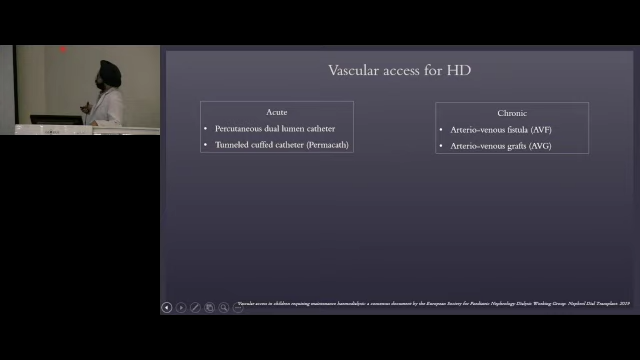 Vascular access for HD
Acute
• Percutaneous dual lumen catheter
• Tunneled cuffed catheter (Permacath)
Chronic
• Arterio-venous fistula (AVF)
• Arterio-venous grafts (AVG)
Vascular access in children requiring maintenance haemodialysis: a consensus document by the European Society for Paediatric Nephrology Dialysis Working Group. Nephrol Dial Transplant. 2019